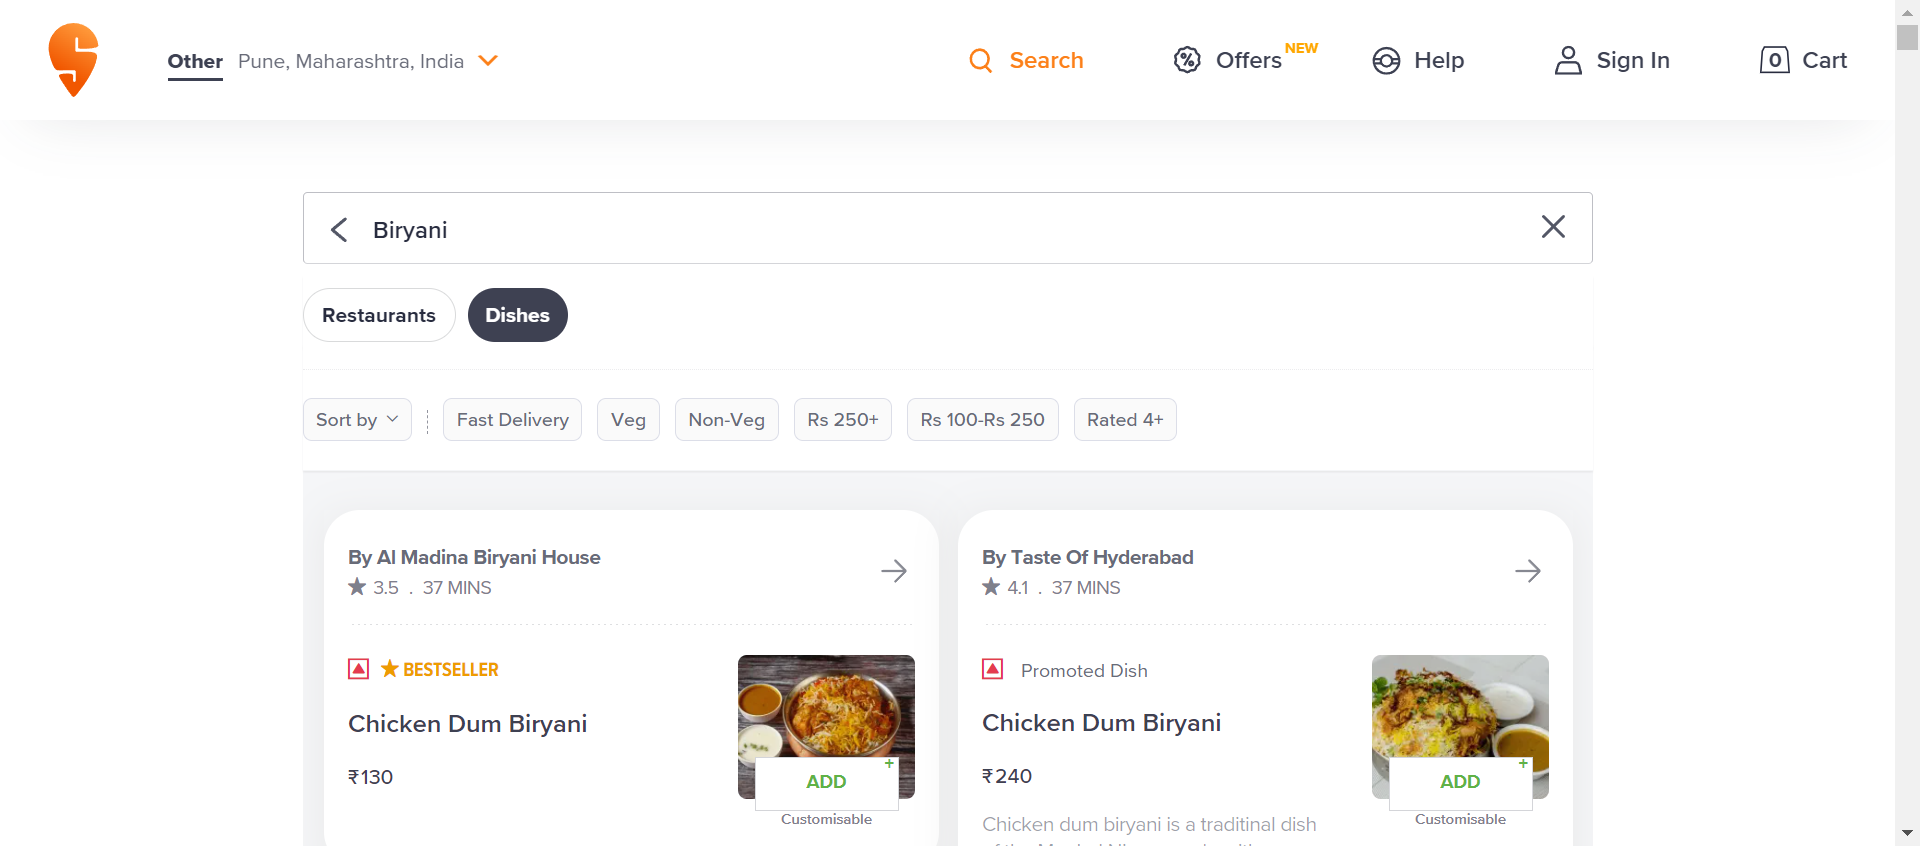 Other Pune, Maharashtra, India
Search
Offers NEW
Help
Sign In
0 Cart
Biryani
Restaurants
Dishes
Sort by
Fast Delivery
Veg
Non-Veg
Rs 250+
Rs 100-Rs 250
Rated 4+
By Al Madina Biryani House
3.5 . 37 MINS
BESTSELLER
Chicken Dum Biryani
₹130
ADD +
Customisable
By Taste Of Hyderabad
4.1 . 37 MINS
Promoted Dish
Chicken Dum Biryani
₹240
ADD +
Customisable
Chicken dum biryani is a traditinal dish